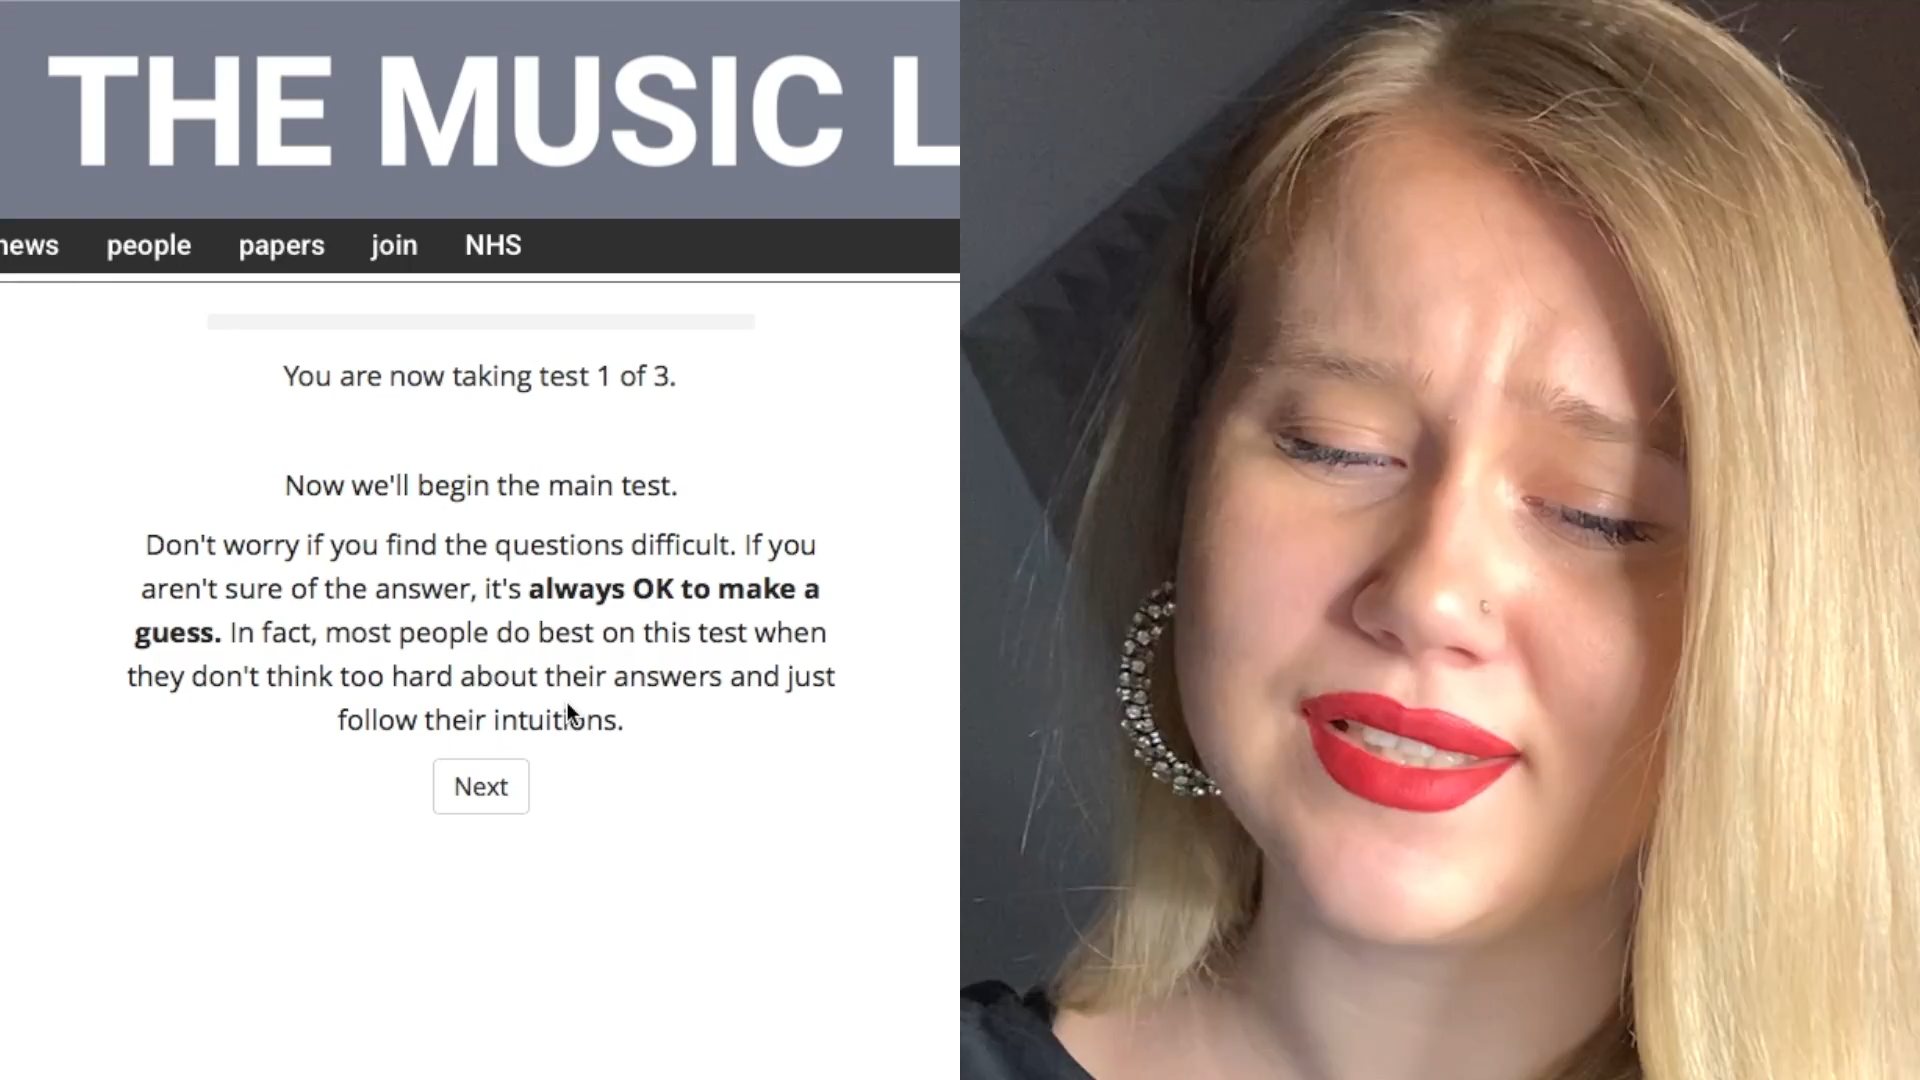 THE MUSIC L
news people papers join NHS
You are now taking test 1 of 3.
Now we'll begin the main test.
Don't worry if you find the questions difficult. If you
aren't sure of the answer, it's always OK to make a
guess. In fact, most people do best on this test when
they don't think too hard about their answers and just
follow their intuitions.
Next